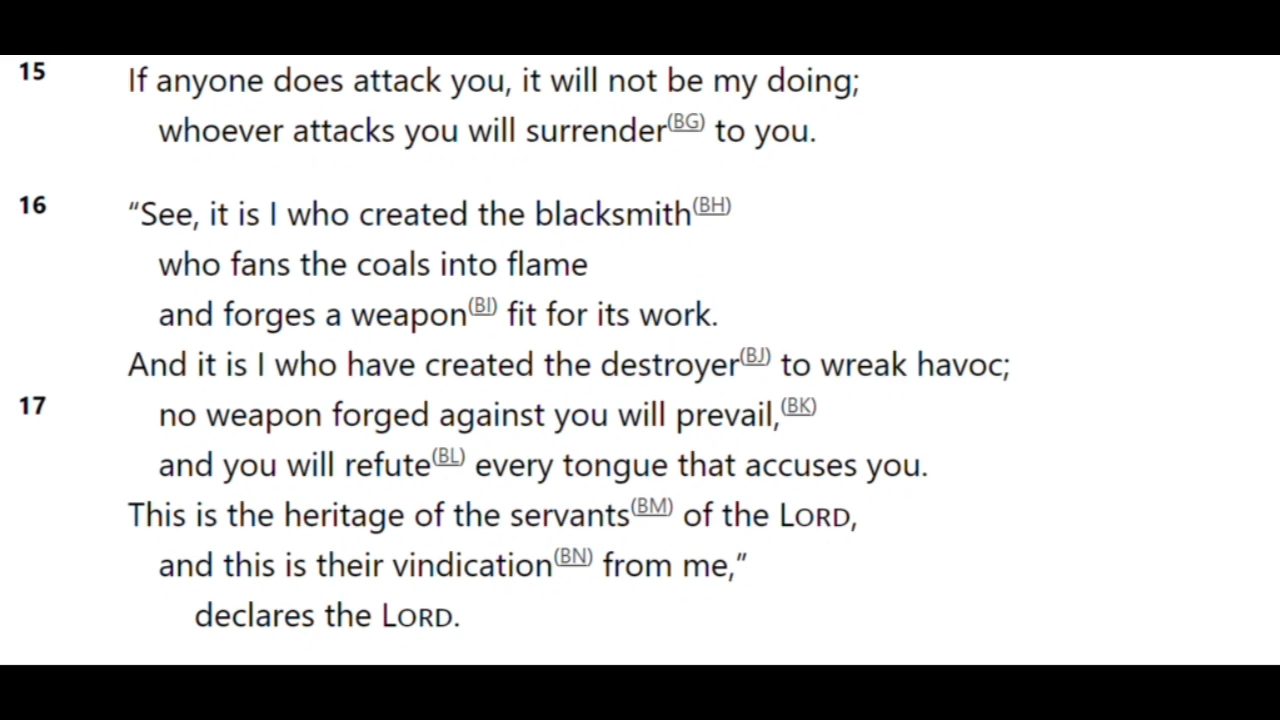 15 If anyone does attack you, it will not be my doing;
whoever attacks you will surrender(BG) to you.
16 “See, it is I who created the blacksmith(BH)
who fans the coals into flame
and forges a weapon(BI) fit for its work.
And it is I who have created the destroyer(BJ) to wreak havoc;
17 no weapon forged against you will prevail,(BK)
and you will refute(BL) every tongue that accuses you.
This is the heritage of the servants(BM) of the LORD,
and this is their vindication(BN) from me,”
declares the LORD.